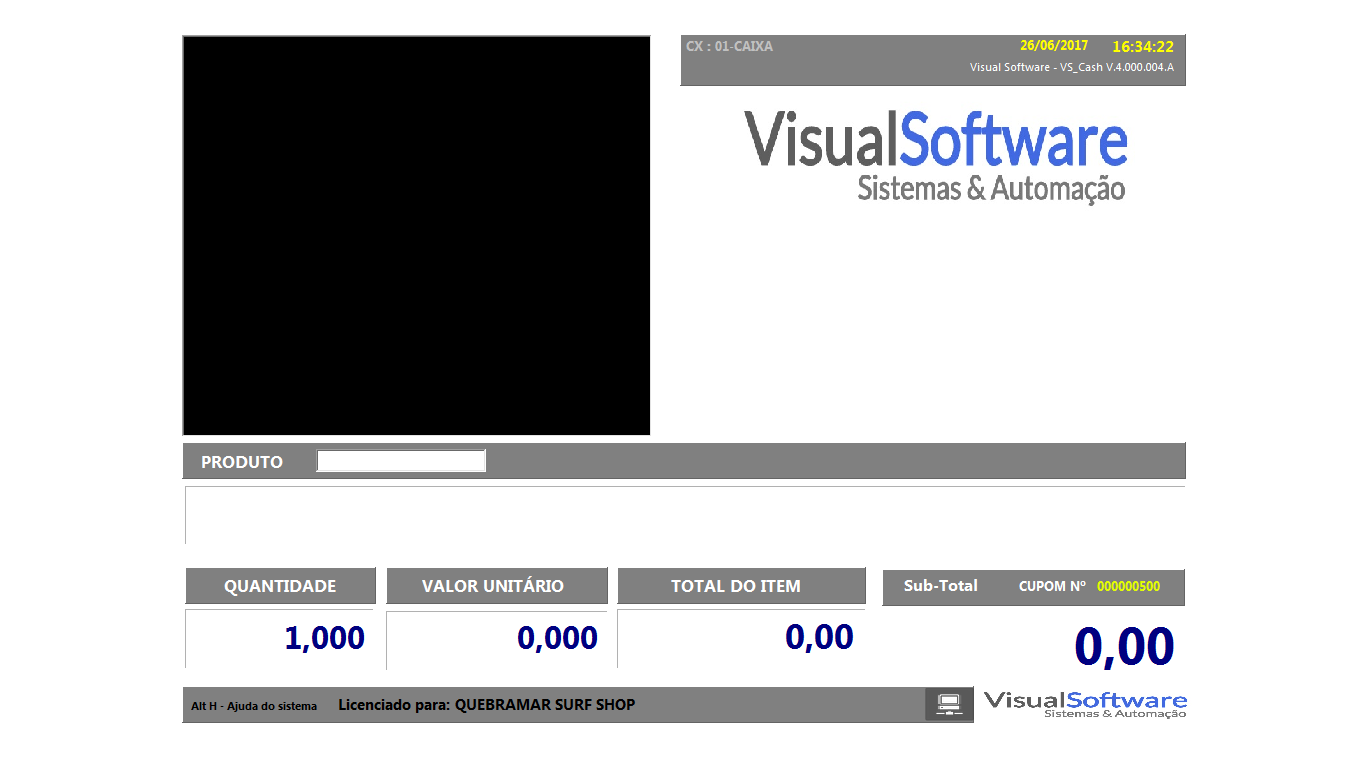 CX : 01-CAIXA 26/06/2017 16:34:22
Visual Software - VS_Cash V.4.000.004.A
VisualSoftware
Sistemas & Automação
PRODUTO
QUANTIDADE VALOR UNITÁRIO TOTAL DO ITEM Sub-Total CUPOM Nº 000000500
1,000 0,000 0,00 0,00
Alt H - Ajuda do sistema Licenciado para: QUEBRAMAR SURF SHOP
VisualSoftware
Sistemas & Automação